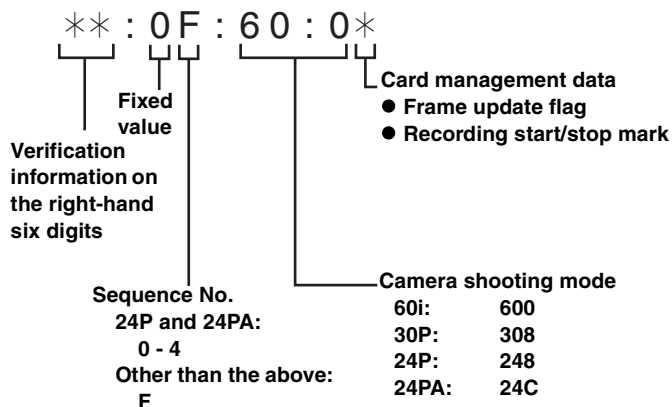 **:0F:60:0*
Card management data
● Frame update flag
● Recording start/stop mark
Fixed
value
Verification
information on
the right-hand
six digits
Sequence No.
24P and 24PA:
0 - 4
Other than the above:
F
Camera shooting mode
60i: 600
30P: 308
24P: 248
24PA: 24C